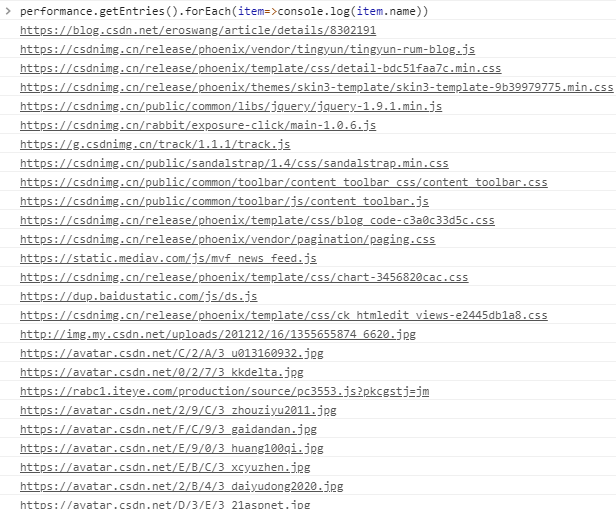 > performance.getEntries().forEach(item=>console.log(item.name))
https://blog.csdn.net/eroswang/article/details/8302191
https://csdnimg.cn/release/phoenix/vendor/tingyun/tingyun-rum-blog.js
https://csdnimg.cn/release/phoenix/template/css/detail-bdc51faa7c.min.css
https://csdnimg.cn/release/phoenix/themes/skin3-template/skin3-template-9b39979775.min.css
https://csdnimg.cn/public/common/libs/jquery/jquery-1.9.1.min.js
https://csdnimg.cn/rabbit/exposure-click/main-1.0.6.js
https://g.csdnimg.cn/track/1.1.1/track.js
https://csdnimg.cn/public/sandalstrap/1.4/css/sandalstrap.min.css
https://csdnimg.cn/public/common/toolbar/content_toolbar_css/content_toolbar.css
https://csdnimg.cn/public/common/toolbar/js/content_toolbar.js
https://csdnimg.cn/release/phoenix/template/css/blog_code-c3a0c33d5c.css
https://csdnimg.cn/release/phoenix/vendor/pagination/paging.css
https://static.mediav.com/js/mvf_news_feed.js
https://csdnimg.cn/release/phoenix/template/css/chart-3456820cac.css
https://dup.baidustatic.com/js/ds.js
https://csdnimg.cn/release/phoenix/template/css/ck_htmledit_views-e2445db1a8.css
http://img.my.csdn.net/uploads/201212/16/1355655874_6620.jpg
https://avatar.csdn.net/C/2/A/3_u013160932.jpg
https://avatar.csdn.net/0/2/7/3_kkdelta.jpg
https://rabc1.iteye.com/production/source/pc3553.js?pkcgstj=jm
https://avatar.csdn.net/2/9/C/3_zhouziyu2011.jpg
https://avatar.csdn.net/F/C/9/3_gaidandan.jpg
https://avatar.csdn.net/E/9/0/3_huang100qi.jpg
https://avatar.csdn.net/E/B/C/3_xcyuzhen.jpg
https://avatar.csdn.net/2/B/4/3_daiyudong2020.jpg
https://avatar.csdn.net/D/3/E/3_21aspnet.jpg